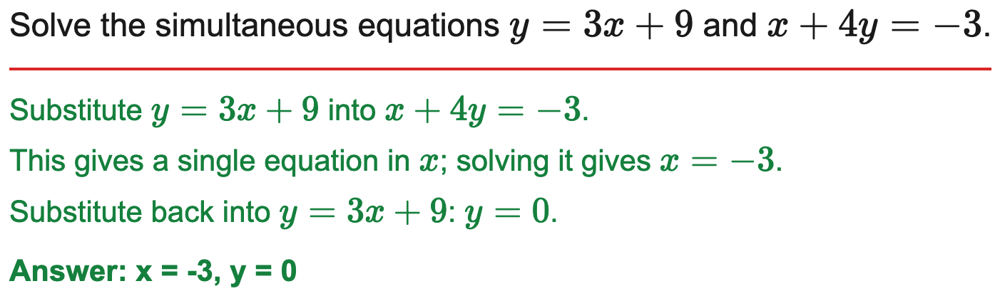 Solve the simultaneous equations y = 3x + 9 and x + 4y = −3.
Substitute y = 3x + 9 into x + 4y = −3.
This gives a single equation in x; solving it gives x = −3.
Substitute back into y = 3x + 9: y = 0.
Answer: x = -3, y = 0